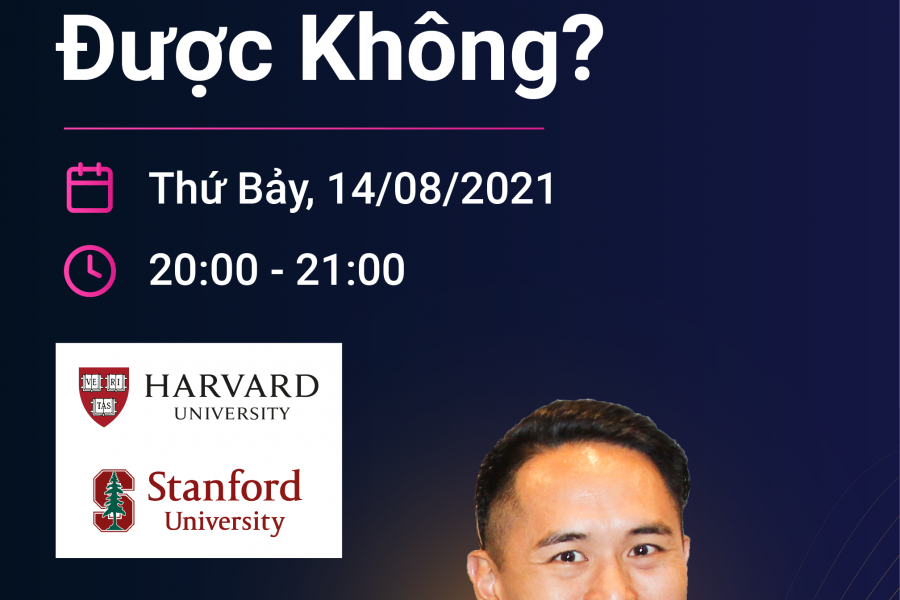 Được Không?
Thứ Bảy, 14/08/2021
20:00 - 21:00
VE RI
TAS
HARVARD
UNIVERSITY
Stanford
University